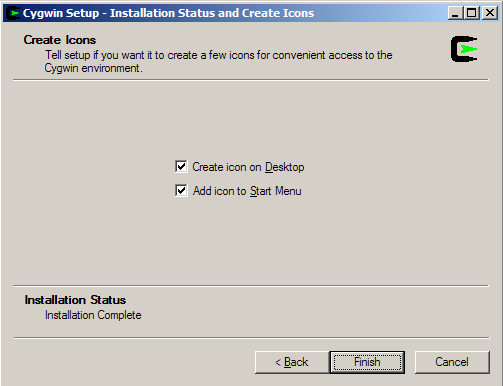 Cygwin Setup - Installation Status and Create Icons
Create Icons
Tell setup if you want it to create a few icons for convenient access to the
Cygwin environment.
Create icon on Desktop
Add icon to Start Menu
Installation Status
Installation Complete
< Back Finish Cancel